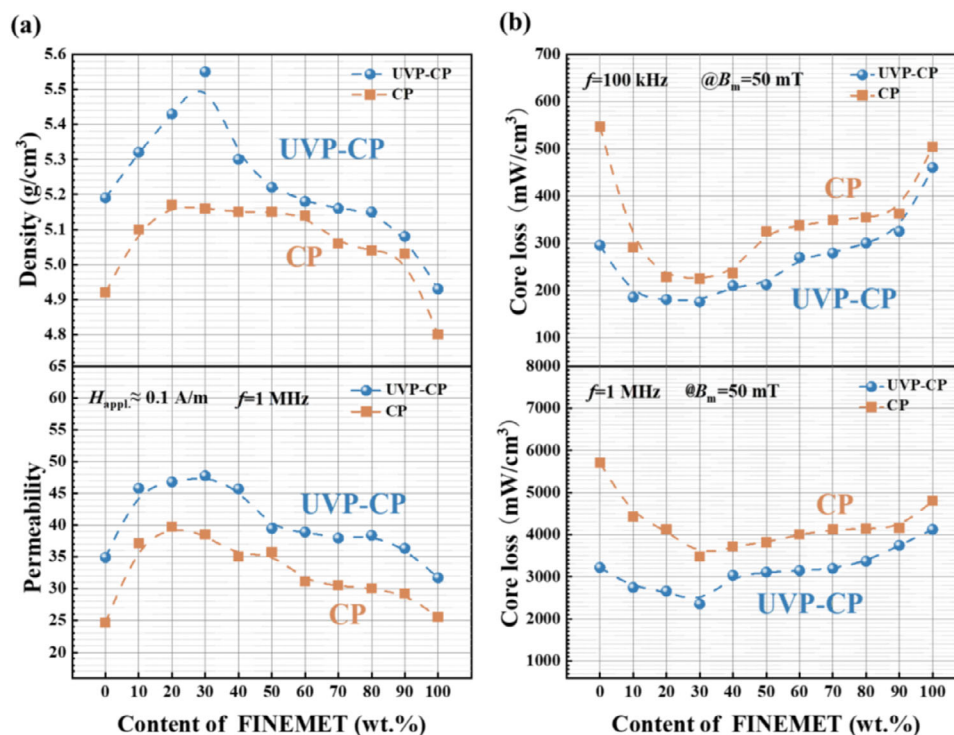 (a)
5.6
5.5
5.4
5.3
5.2
5.1
5.0
4.9
4.8
Density (g/cm³)
UVP-CP
CP
UVP-CP
CP
65
60
55
50
45
40
35
30
25
20
Permeability
H appl. ≈ 0.1 A/m f=1 MHz
UVP-CP
CP
UVP-CP
CP
0 10 20 30 40 50 60 70 80 90 100
Content of FINEMET (wt.%)
(b)
700
600
500
400
300
200
100
Core loss (mW/cm³)
f=100 kHz @Bm=50 mT
UVP-CP
CP
CP
UVP-CP
8000
7000
6000
5000
4000
3000
2000
1000
Core loss (mW/cm³)
f=1 MHz @Bm=50 mT
UVP-CP
CP
CP
UVP-CP
0 10 20 30 40 50 60 70 80 90 100
Content of FINEMET (wt.%)